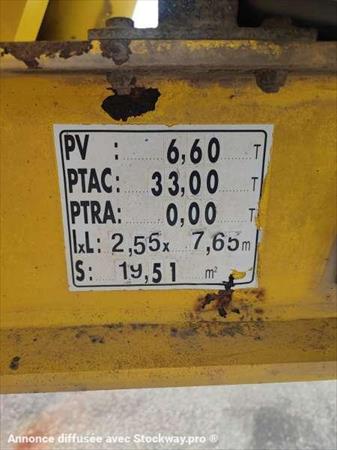 PV : 6,60 T
PTAC: 33,00 T
PTRA: 0,00 T
lxL: 2,55x 7,65m
S: 19,51 m²
Annonce diffusée avec Stockway.pro ®